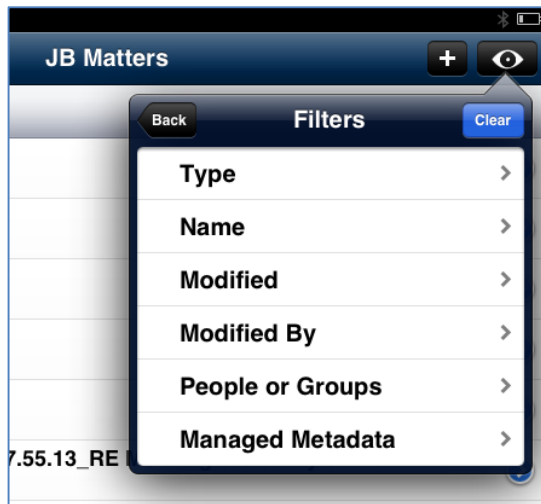 JB Matters
+
Back Filters Clear
Type
Name
Modified
Modified By
People or Groups
Managed Metadata
7.55.13_RE